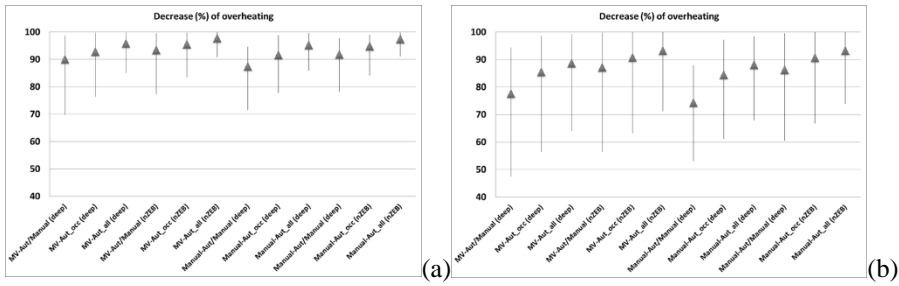 Decrease (%) of overheating
100
90
80
70
60
50
40
MV-Aut/Manual (deep)
MV-Aut_occ (deep)
MV-Aut_all (deep)
MV-Aut/Manual (nZEB)
MV-Aut_occ (nZEB)
MV-Aut_all (nZEB)
Manual-Aut/Manual (deep)
Manual-Aut_occ (deep)
Manual-Aut_all (deep)
Manual-Aut/Manual (deep)
Manual-Aut_occ (nZEB)
Manual-Aut_all (nZEB)
(a)
Decrease (%) of overheating
100
90
80
70
60
50
40
MV-Aut/Manual (deep)
MV-Aut_occ (deep)
MV-Aut_all (deep)
MV-Aut/Manual (nZEB)
MV-Aut_occ (nZEB)
MV-Aut_all (nZEB)
Manual-Aut/Manual (deep)
Manual-Aut_occ (deep)
Manual-Aut_all (deep)
Manual-Aut/Manual (nZEB)
Manual-Aut_occ (nZEB)
Manual-Aut_all (nZEB)
(b)